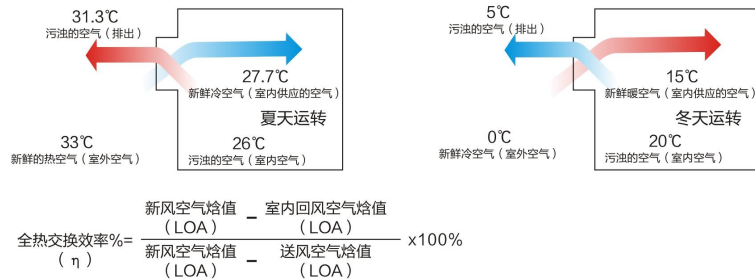 31.3℃
污浊的空气（排出）
27.7℃
新鲜冷空气（室内供应的空气）
夏天运转
33℃
新鲜的热空气（室外空气）
26℃
污浊的空气（室内空气）
5℃
污浊的空气（排出）
15℃
新鲜暖空气（室内供应的空气）
冬天运转
0℃
新鲜冷空气（室外空气）
20℃
污浊的空气（室内空气）
全热交换效率%=
（η）
新风空气焓值 － 室内回风空气焓值
（LOA） （LOA）
新风空气焓值 － 送风空气焓值
（LOA） （LOA）
x100%